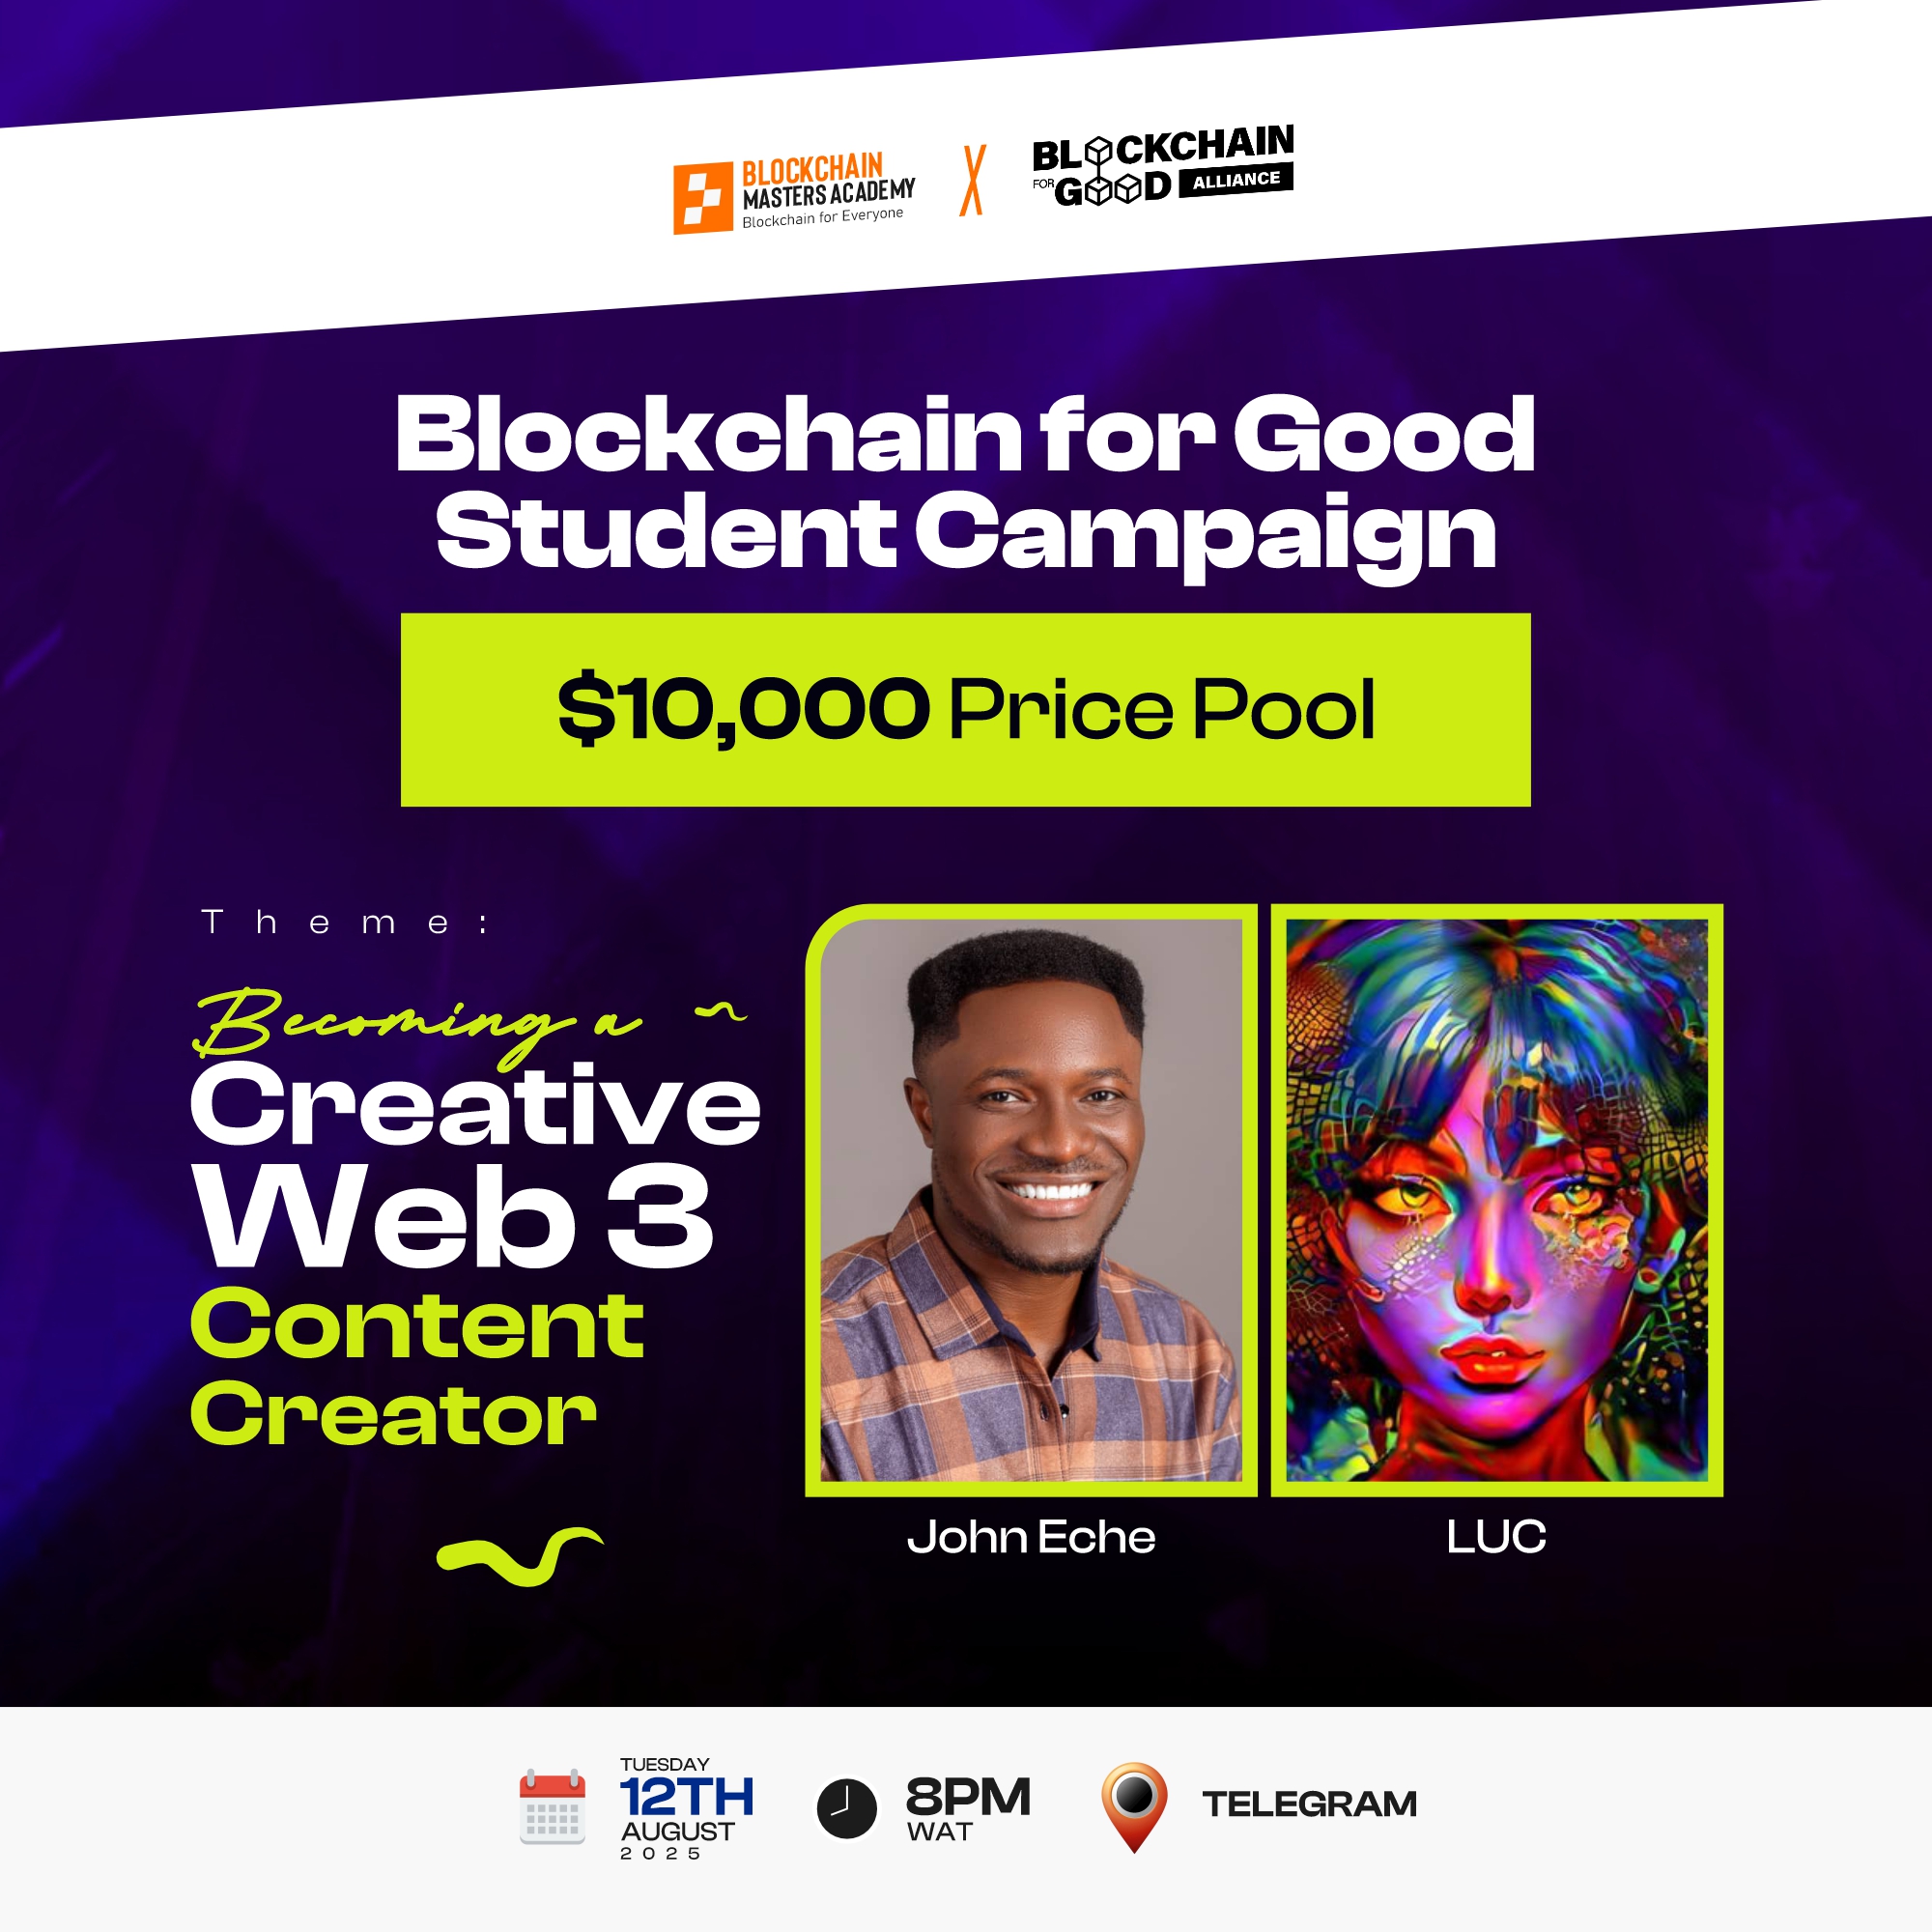 BLOCKCHAIN
MASTERS ACADEMY
Blockchain for Everyone
X
BLOCKCHAIN
FOR GOOD ALLIANCE
Blockchain for Good
Student Campaign
$10,000 Price Pool
Theme:
Becoming a
Creative
Web 3
Content
Creator
John Eche
LUC
TUESDAY
12TH
AUGUST
2025
8PM
WAT
TELEGRAM